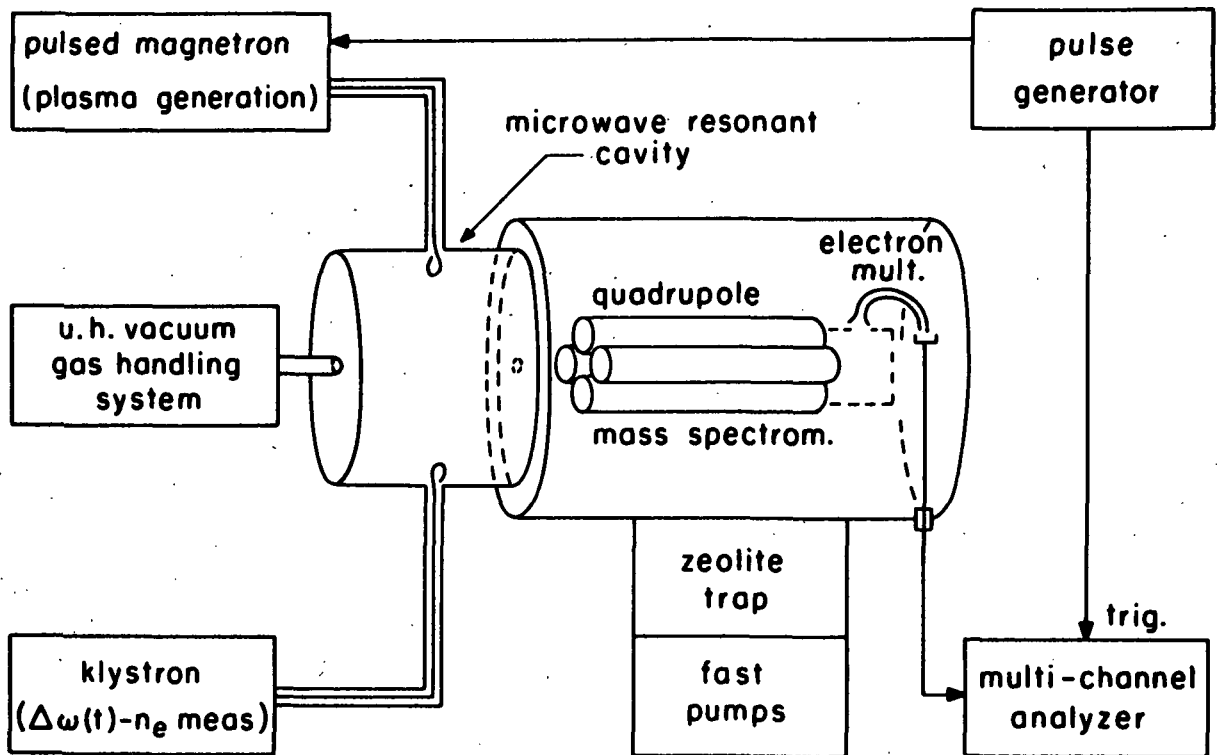 pulsed magnetron
(plasma generation)
pulse
generator
microwave resonant
cavity
electron
mult.
quadrupole
u.h. vacuum
gas handling
system
mass spectrom.
zeolite
trap
trig.
klystron
(Δω(t)-nₑ meas)
fast
pumps
multi-channel
analyzer